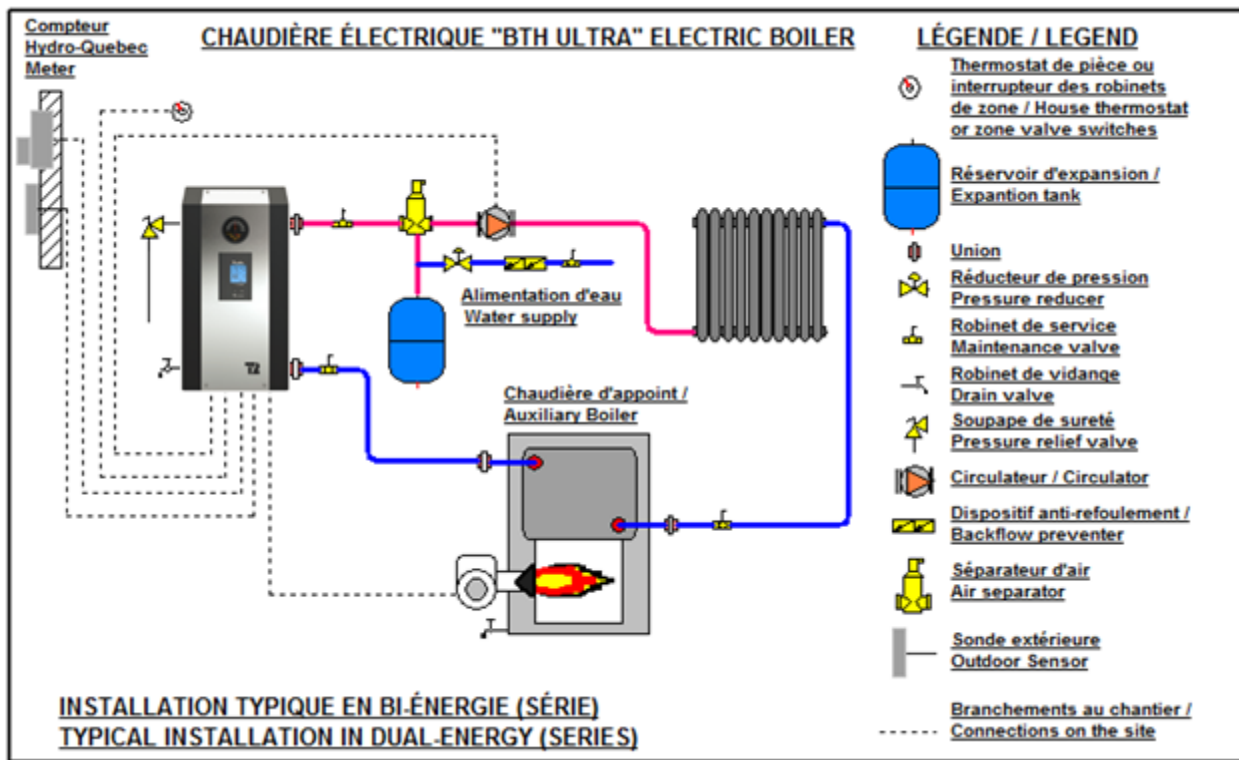 Compteur
Hydro-Quebec
Meter
CHAUDIÈRE ÉLECTRIQUE "BTH ULTRA" ELECTRIC BOILER
LÉGENDE / LEGEND
Thermostat de pièce ou
interrupteur des robinets
de zone / House thermostat
or zone valve switches
Réservoir d'expansion /
Expantion tank
Union
Réducteur de pression
Pressure reducer
Robinet de service
Maintenance valve
Robinet de vidange
Drain valve
Soupape de sureté
Pressure relief valve
Circulateur / Circulator
Dispositif anti-refoulement /
Backflow preventer
Séparateur d'air
Air separator
Sonde extérieure
Outdoor Sensor
Branchements au chantier /
Connections on the site
Alimentation d'eau
Water supply
Chaudière d'appoint /
Auxiliary Boiler
INSTALLATION TYPIQUE EN BI-ÉNERGIE (SÉRIE)
TYPICAL INSTALLATION IN DUAL-ENERGY (SERIES)